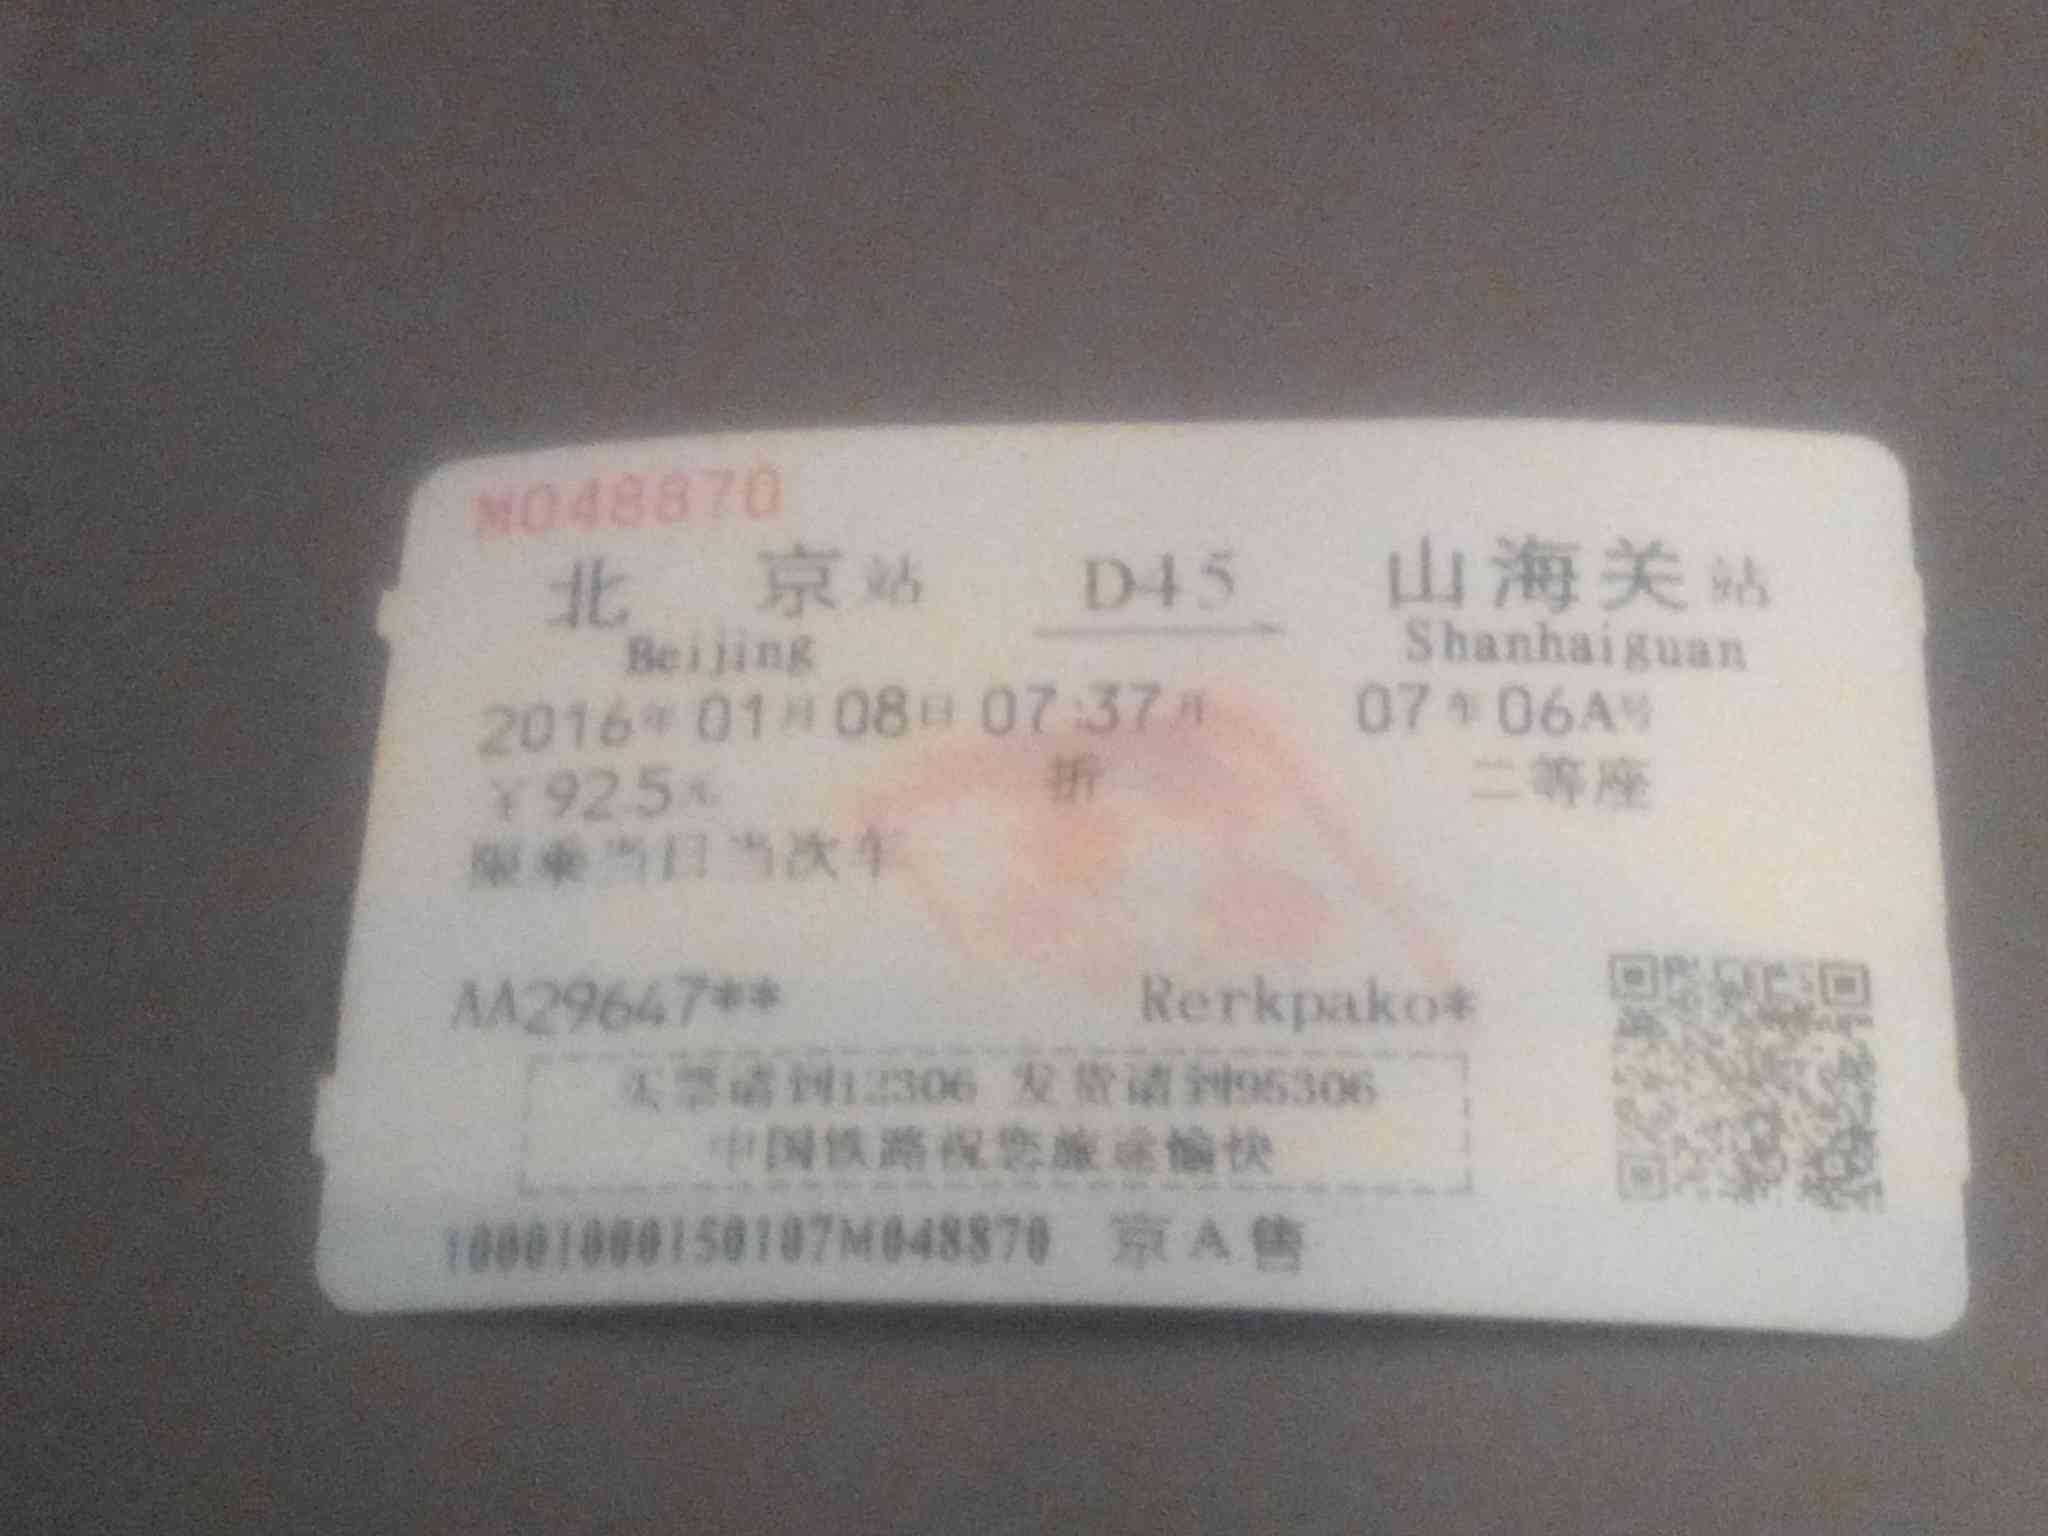 M048870
北 京站 D45 山海关站
Beijing Shanhaiguan
2016年01月08日07:37开 07车06A号
¥92.5元 折 二等座
限乘当日当次车
AA29647** Rerkpako*
买票请到12306 发货请到95306
中国铁路祝您旅途愉快
10001000150107M048870 京A售